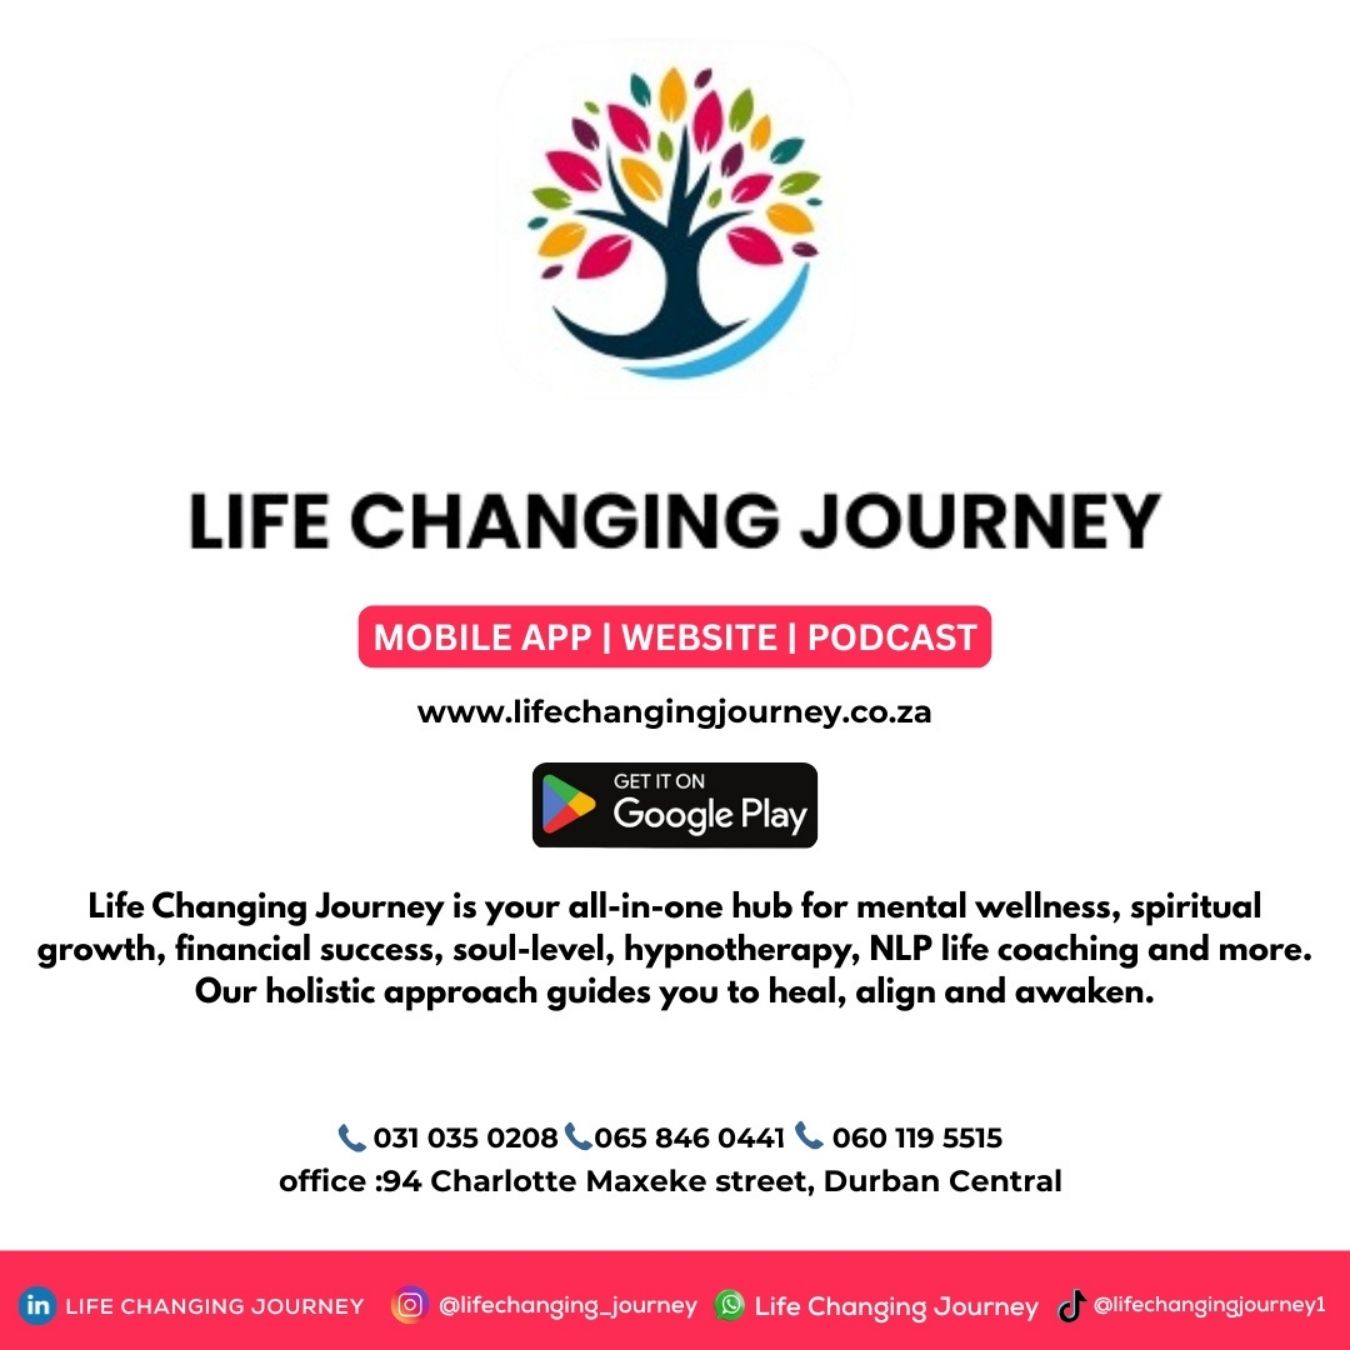 LIFE CHANGING JOURNEY
MOBILE APP | WEBSITE | PODCAST
www.lifechangingjourney.co.za
GET IT ON
Google Play
Life Changing Journey is your all-in-one hub for mental wellness, spiritual
growth, financial success, soul-level, hypnotherapy, NLP life coaching and more.
Our holistic approach guides you to heal, align and awaken.
031 035 0208 065 846 0441 060 119 5515
office :94 Charlotte Maxeke street, Durban Central
in LIFE CHANGING JOURNEY @lifechanging_journey Life Changing Journey @lifechangingjourney1